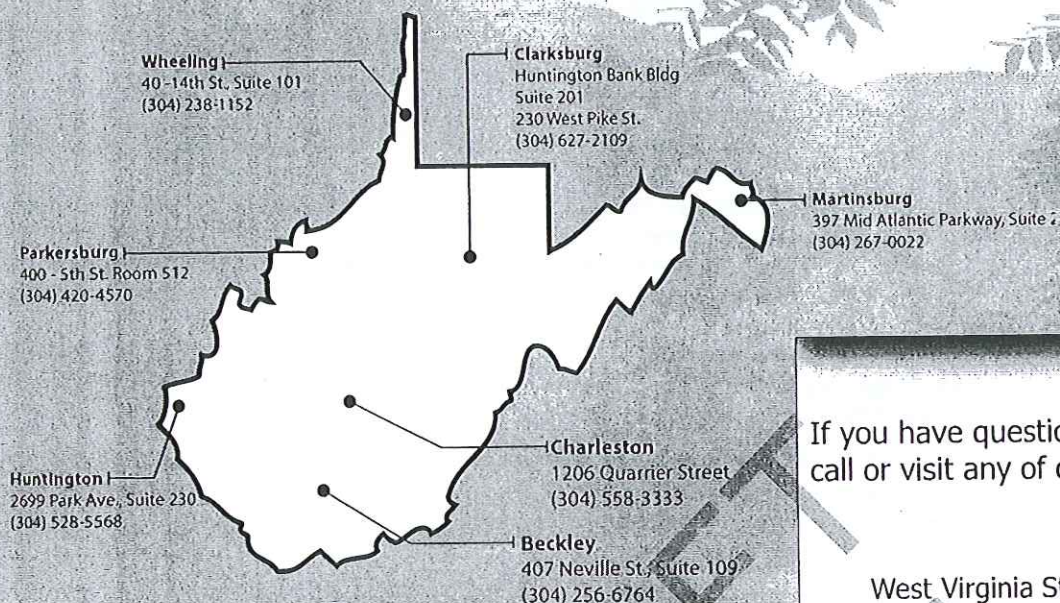 Wheeling
40 -14th St., Suite 101
(304) 238-1152
Clarksburg
Huntington Bank Bldg
Suite 201
230 West Pike St.
(304) 627-2109
Martinsburg
397 Mid Atlantic Parkway, Suite
(304) 267-0022
Parkersburg
400 - 5th St. Room 512
(304) 420-4570
Huntington
2699 Park Ave., Suite 230
(304) 528-5568
Charleston
1206 Quarrier Street
(304) 558-3333
Beckley
407 Neville St., Suite 109
(304) 256-6764
If you have
call or visit any of
West Virginia